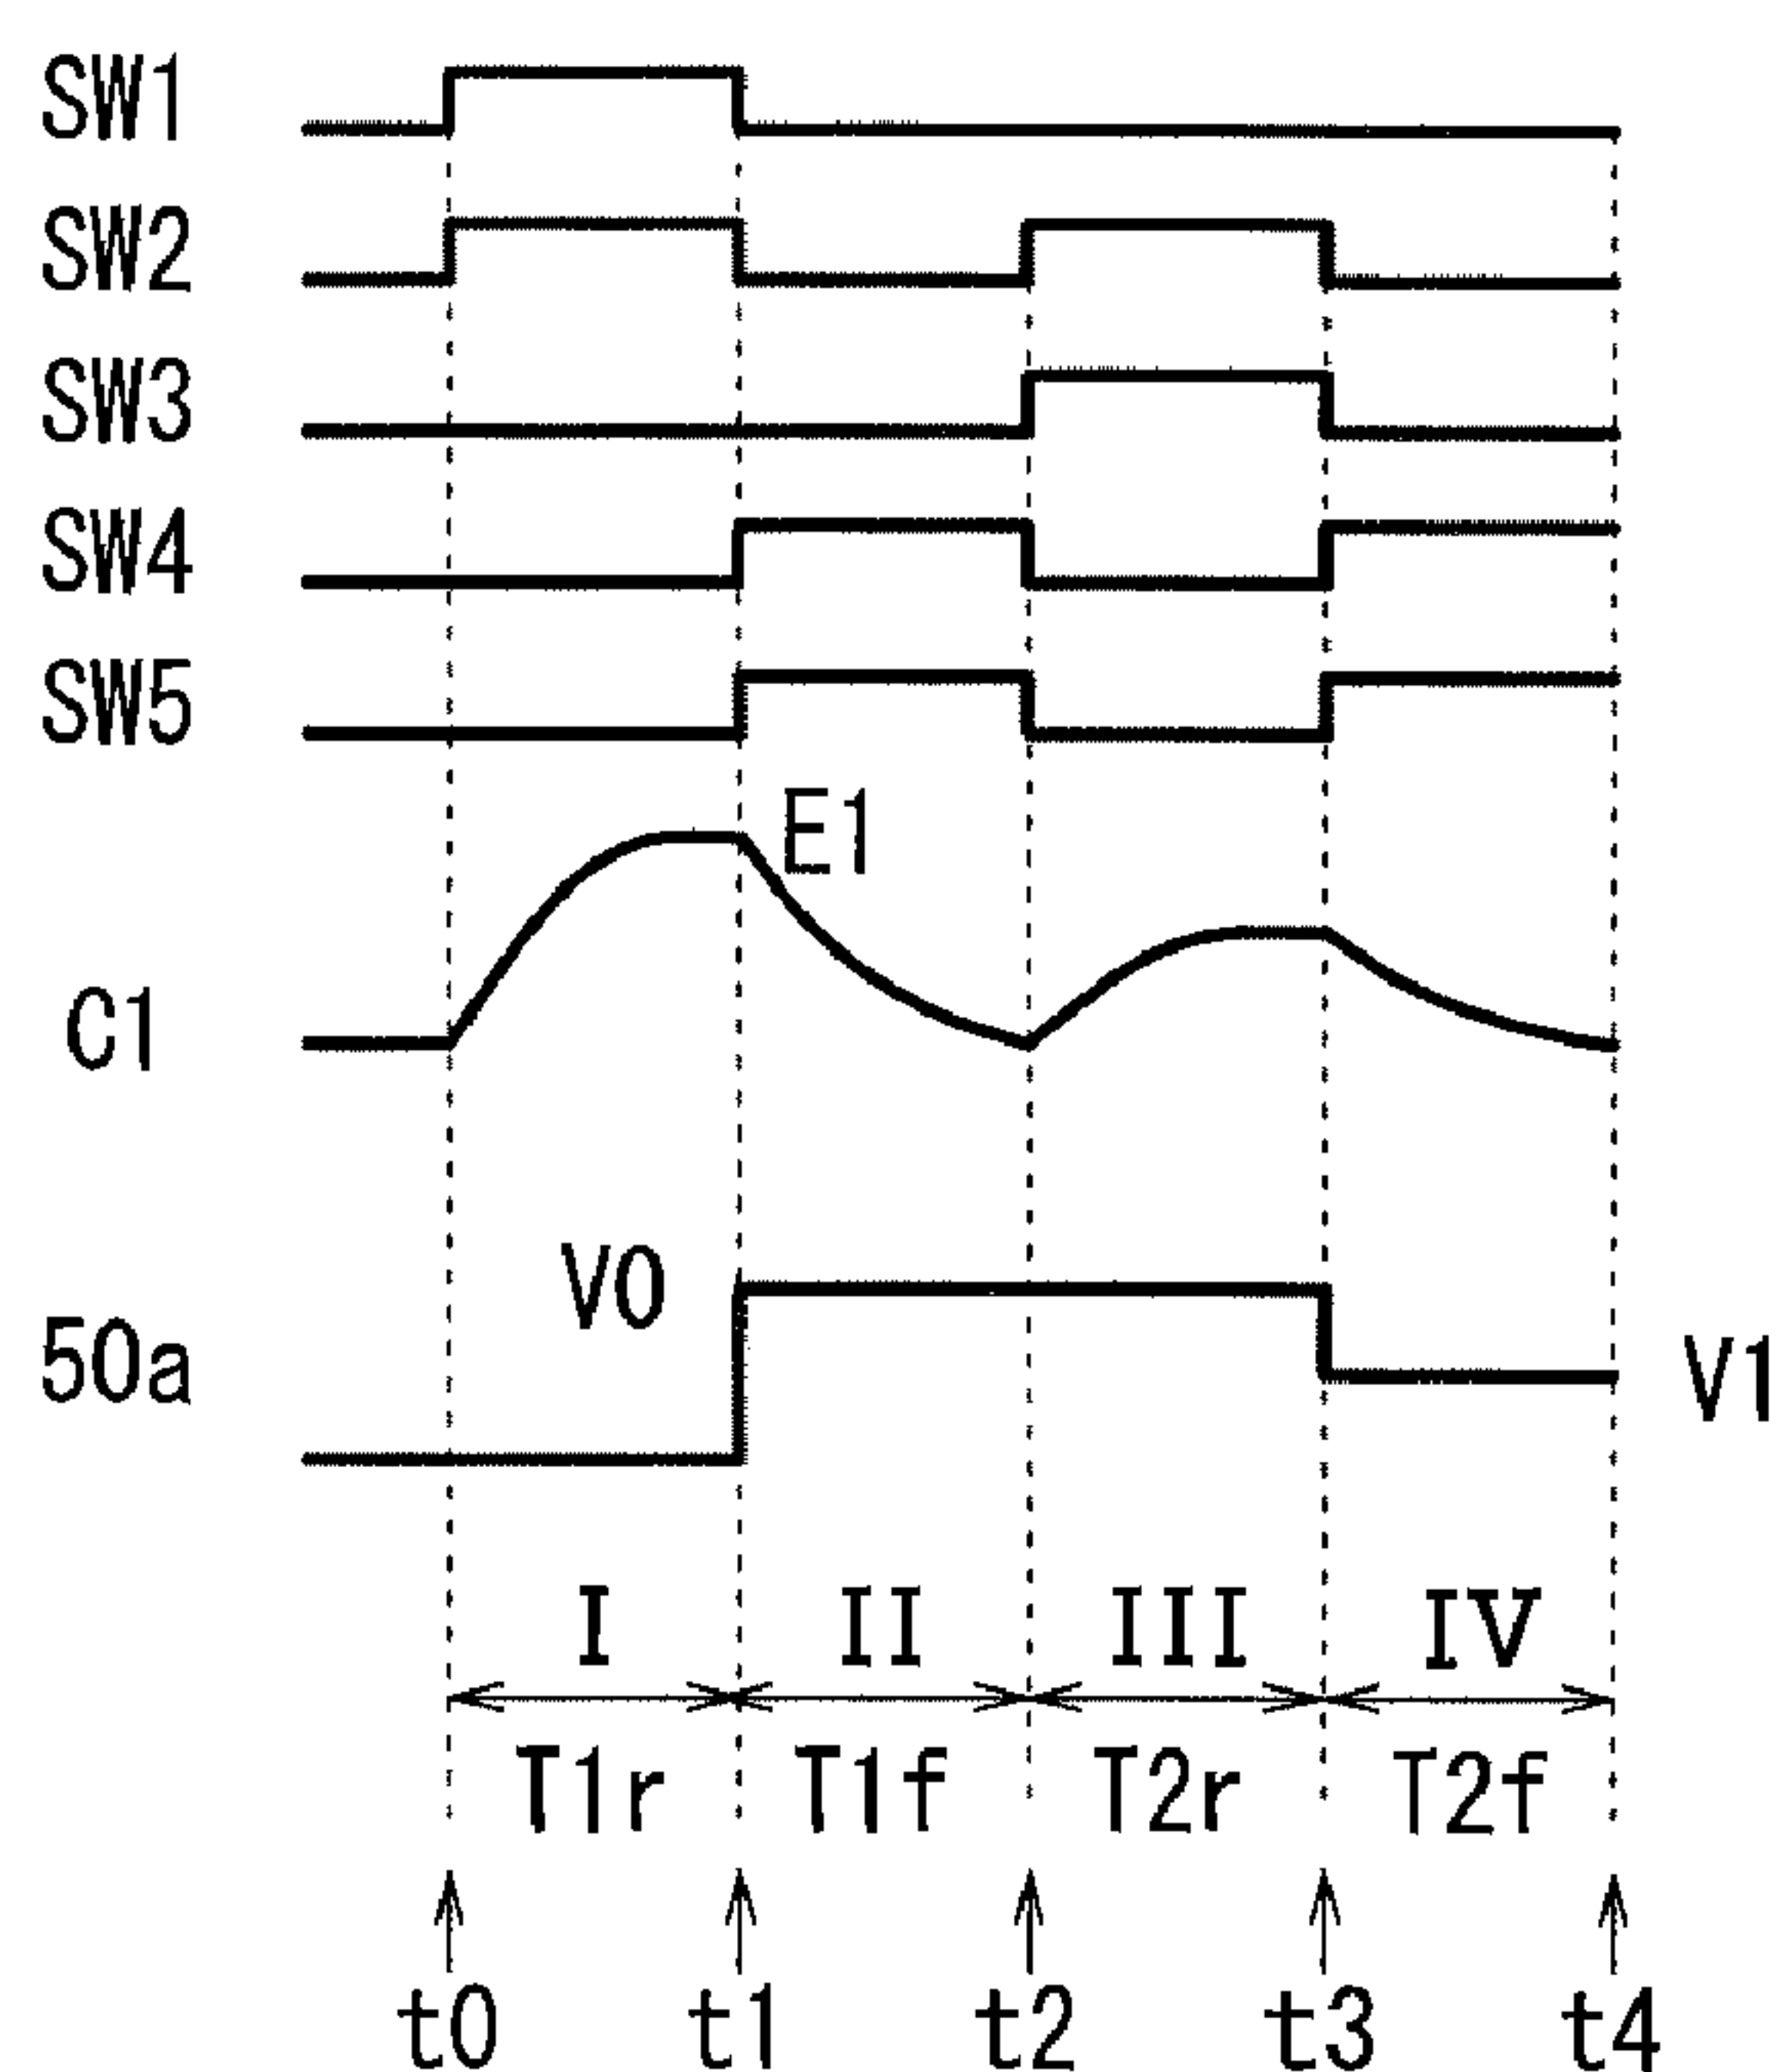 SW1
SW2
SW3
SW4
SW5
E1
C1
V0
50a
V1
I II III IV
T1r T1f T2r T2f
t0 t1 t2 t3 t4